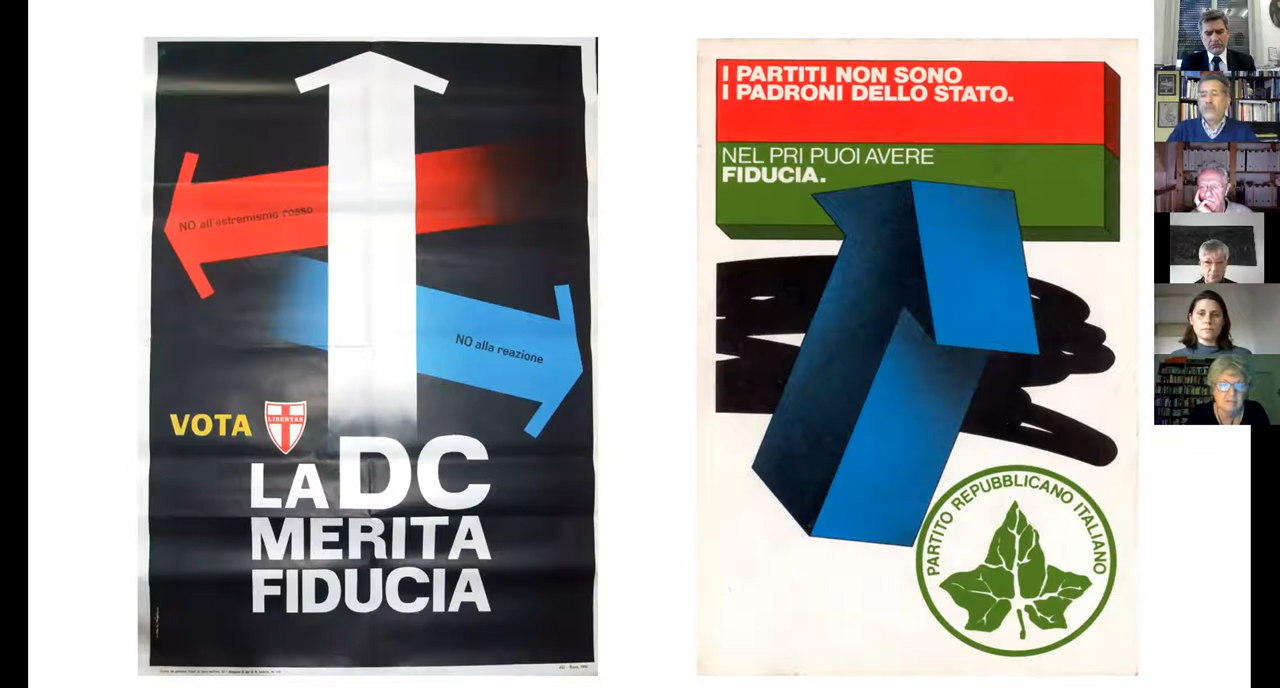 NO all'estremismo rosso
NO alla reazione
VOTA
LIBERTAS
LA DC
MERITA
FIDUCIA
I PARTITI NON SONO
I PADRONI DELLO STATO.
NEL PRI PUOI AVERE
FIDUCIA.
PARTITO REPUBBLICANO ITALIANO